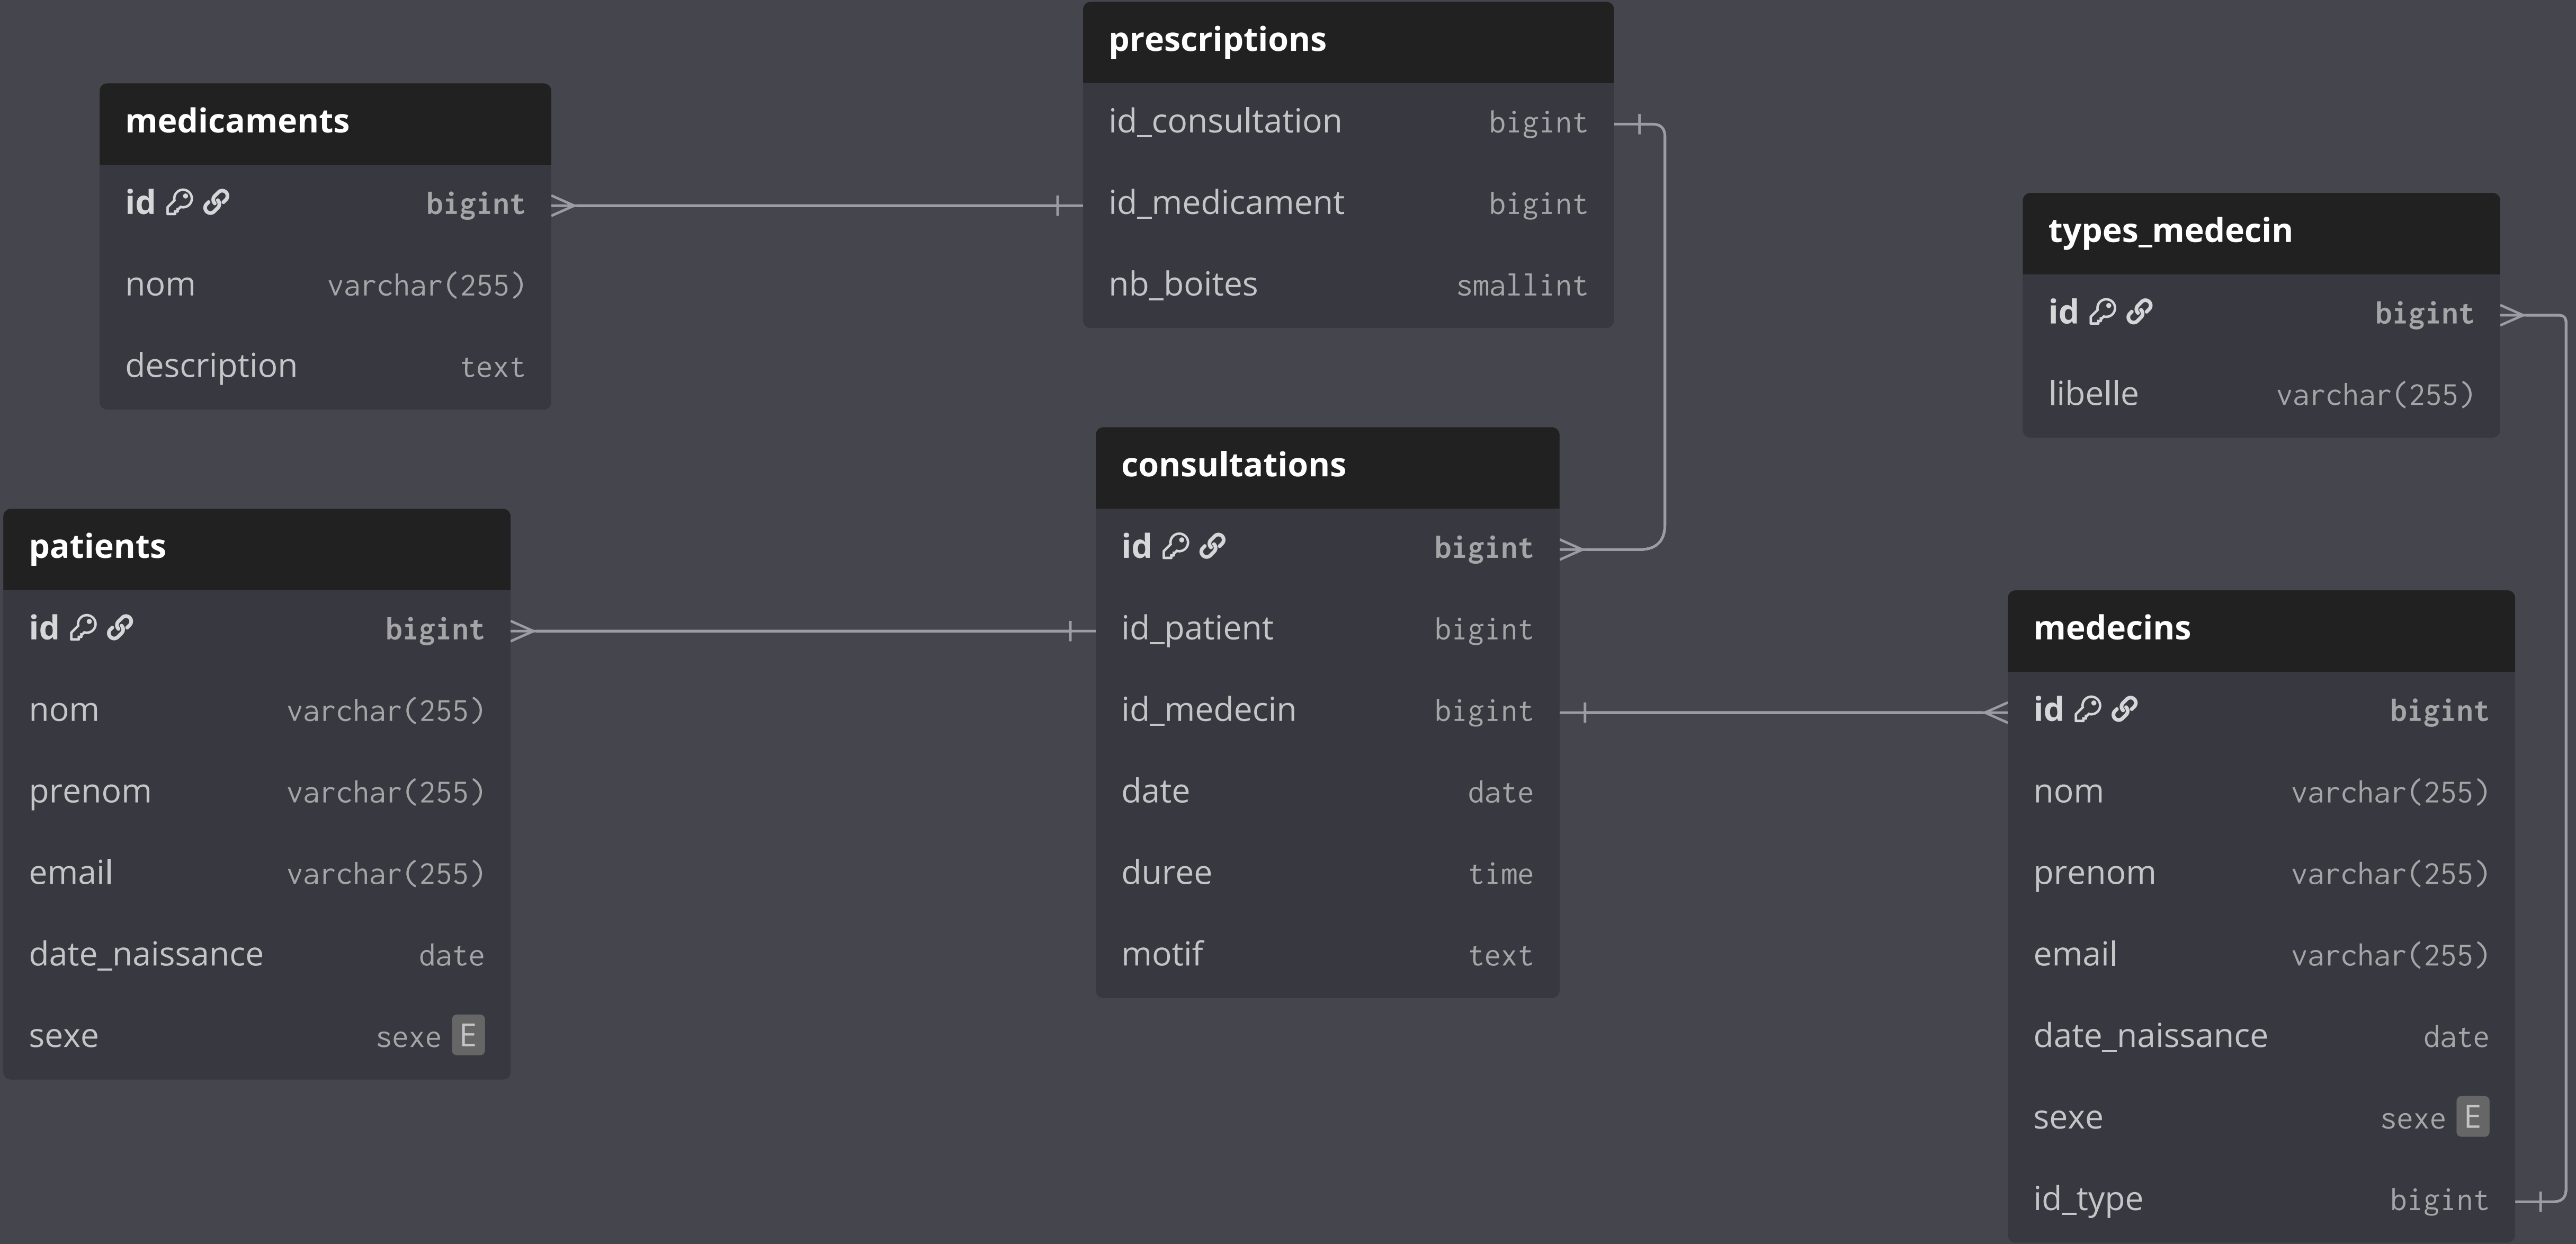 prescriptions
id_consultation bigint
id_medicament bigint
nb_boites smallint
medicaments
id bigint
nom varchar(255)
description text
types_medecin
id bigint
libelle varchar(255)
consultations
id bigint
id_patient bigint
id_medecin bigint
date date
duree time
motif text
patients
id bigint
nom varchar(255)
prenom varchar(255)
email varchar(255)
date_naissance date
sexe sexe E
medecins
id bigint
nom varchar(255)
prenom varchar(255)
email varchar(255)
date_naissance date
sexe sexe E
id_type bigint